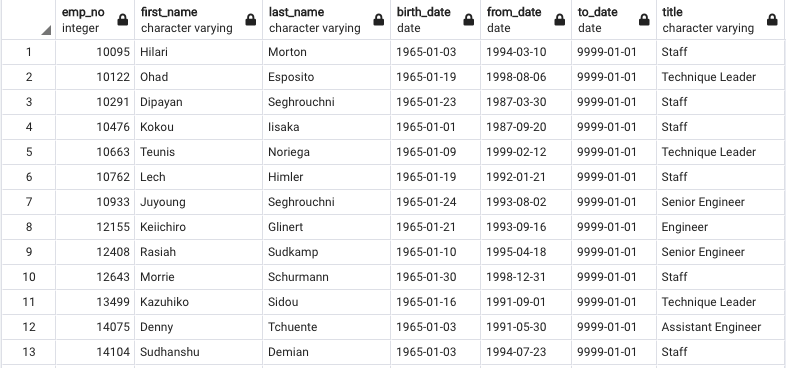 emp_no first_name last_name birth_date from_date to_date title
integer character varying character varying date date date character varying
1 10095 Hilari Morton 1965-01-03 1994-03-10 9999-01-01 Staff
2 10122 Ohad Esposito 1965-01-19 1998-08-06 9999-01-01 Technique Leader
3 10291 Dipayan Seghrouchni 1965-01-23 1987-03-30 9999-01-01 Staff
4 10476 Kokou Iisaka 1965-01-01 1987-09-20 9999-01-01 Staff
5 10663 Teunis Noriega 1965-01-09 1999-02-12 9999-01-01 Technique Leader
6 10762 Lech Himler 1965-01-19 1992-01-21 9999-01-01 Staff
7 10933 Juyoung Seghrouchni 1965-01-24 1993-08-02 9999-01-01 Senior Engineer
8 12155 Keiichiro Glinert 1965-01-21 1993-09-16 9999-01-01 Engineer
9 12408 Rasiah Sudkamp 1965-01-10 1995-04-18 9999-01-01 Senior Engineer
10 12643 Morrie Schurmann 1965-01-30 1998-12-31 9999-01-01 Staff
11 13499 Kazuhiko Sidou 1965-01-16 1991-09-01 9999-01-01 Technique Leader
12 14075 Denny Tchuente 1965-01-03 1991-05-30 9999-01-01 Assistant Engineer
13 14104 Sudhanshu Demian 1965-01-03 1994-07-23 9999-01-01 Staff